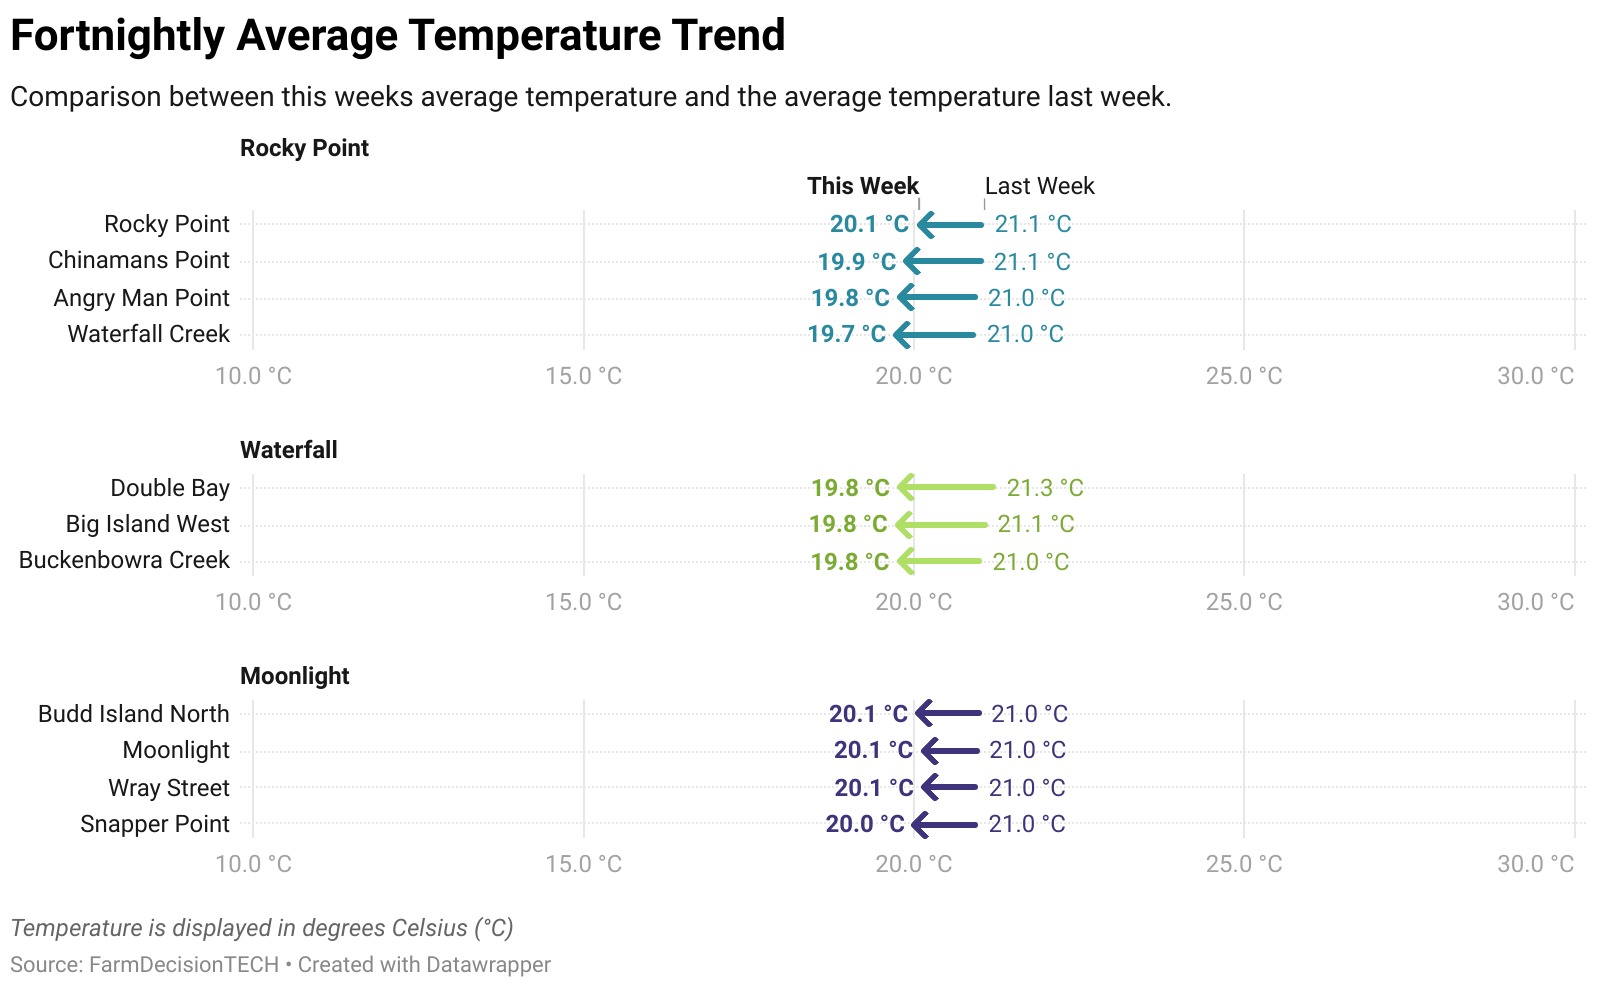 Fortnightly Average Temperature Trend
Comparison between this weeks average temperature and the average temperature last week.
Rocky Point
This Week Last Week
Rocky Point 20.1 °C 21.1 °C
Chinamans Point 19.9 °C 21.1 °C
Angry Man Point 19.8 °C 21.0 °C
Waterfall Creek 19.7 °C 21.0 °C
10.0 °C 15.0 °C 20.0 °C 25.0 °C 30.0 °C
Waterfall
Double Bay 19.8 °C 21.3 °C
Big Island West 19.8 °C 21.1 °C
Buckenbowra Creek 19.8 °C 21.0 °C
10.0 °C 15.0 °C 20.0 °C 25.0 °C 30.0 °C
Moonlight
Budd Island North 20.1 °C 21.0 °C
Moonlight 20.1 °C 21.0 °C
Wray Street 20.1 °C 21.0 °C
Snapper Point 20.0 °C 21.0 °C
10.0 °C 15.0 °C 20.0 °C 25.0 °C 30.0 °C
Temperature is displayed in degrees Celsius (°C)
Source: FarmDecisionTECH • Created with Datawrapper